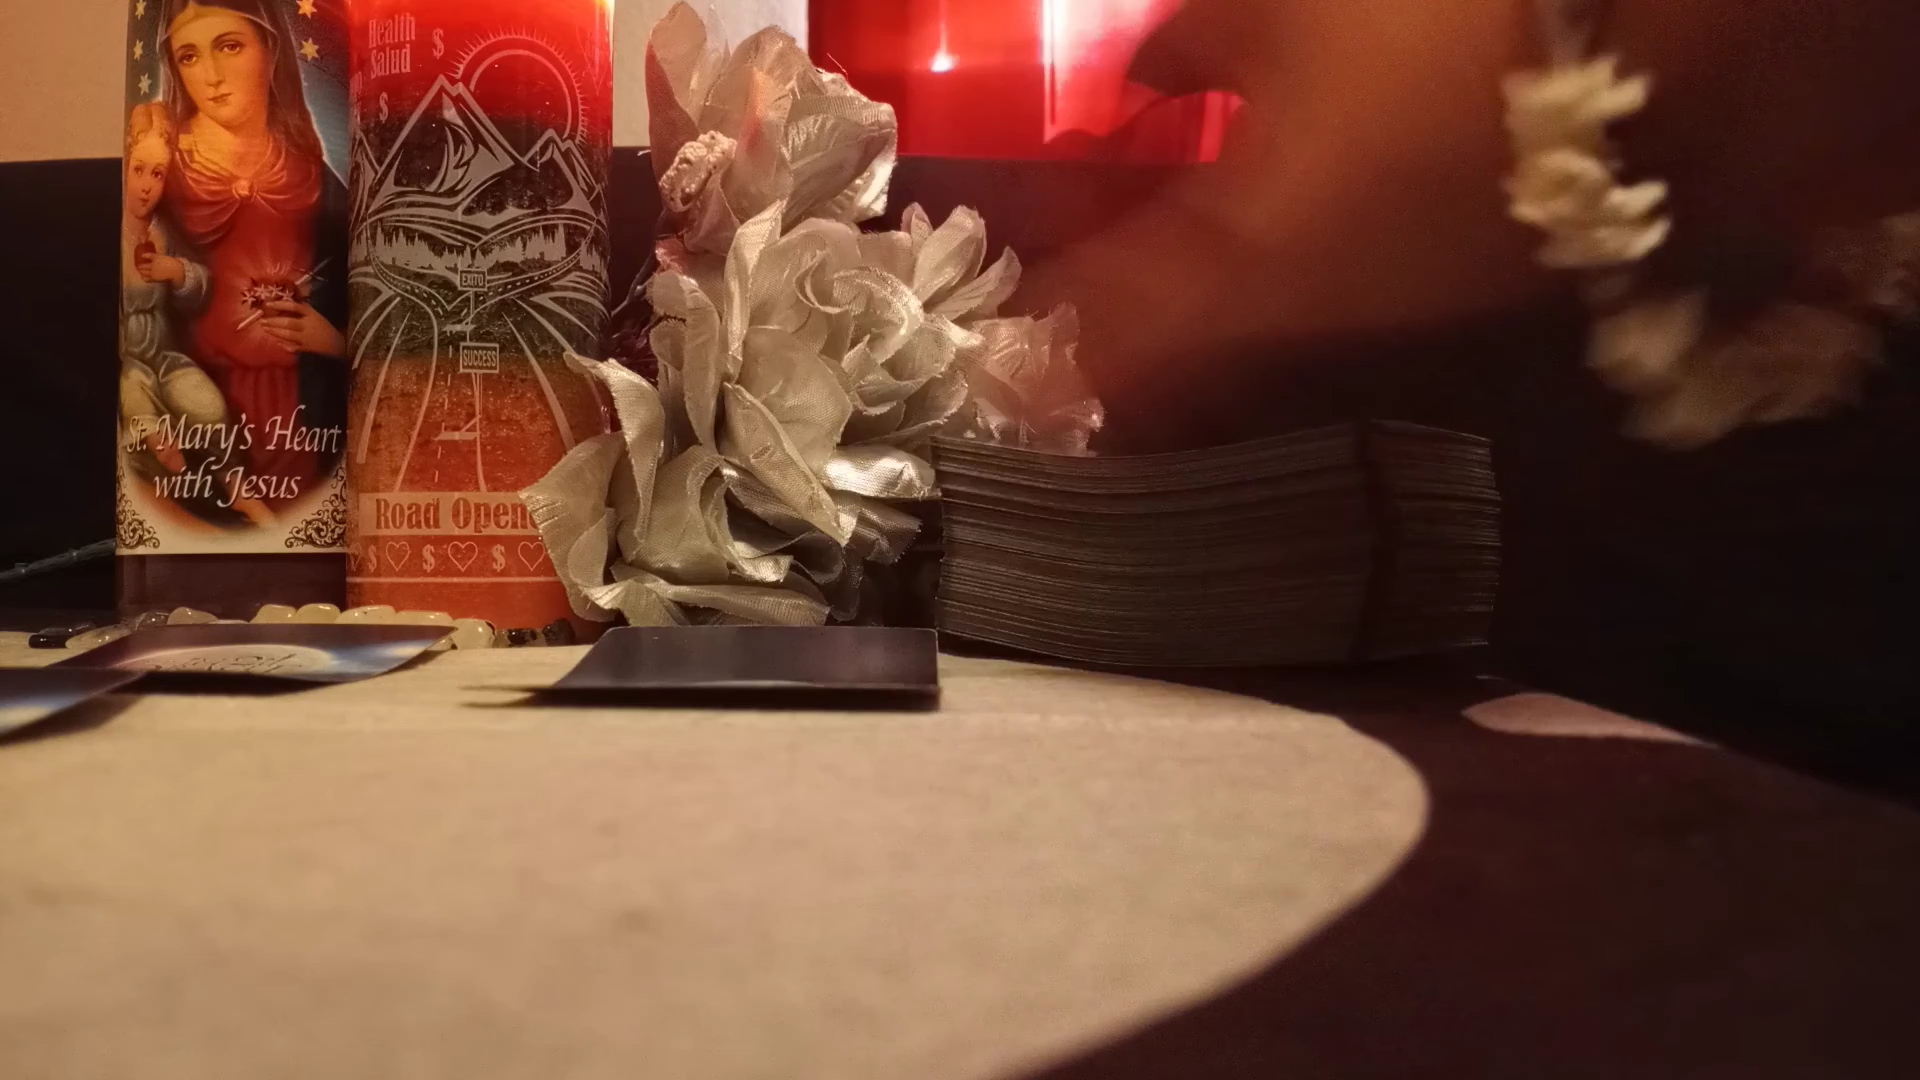 St. Mary's Heart
with Jesus
Health
Salud
$
$
EXITO
SUCCESS
Road Open
$ $ $